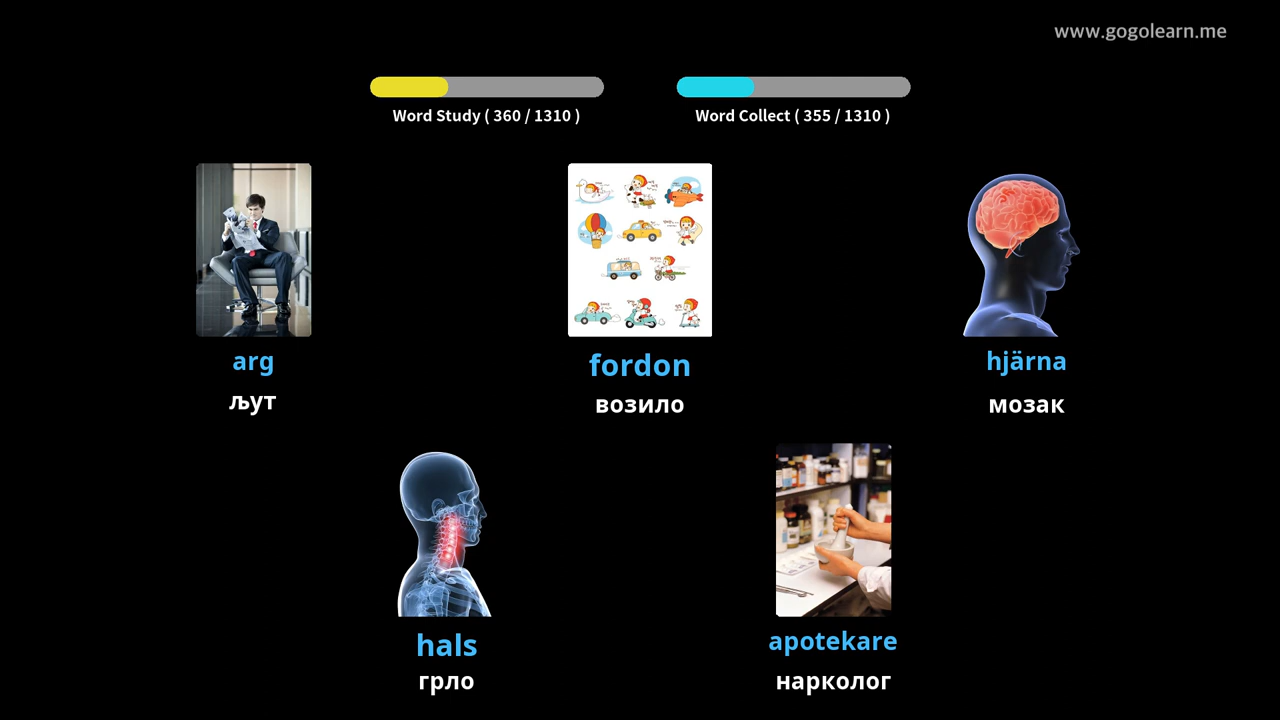 www.gogolearn.me
Word Study ( 360 / 1310 )
Word Collect ( 355 / 1310 )
arg
љут
fordon
возило
hjärna
мозак
hals
грло
apotekare
нарколог